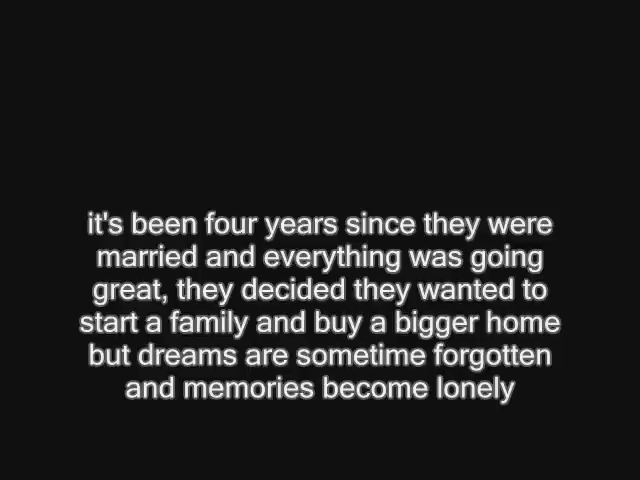 it's been four years since they were
married and everything was going
great, they decided they wanted to
start a family and buy a bigger home
but dreams are sometime forgotten
and memories become lonely